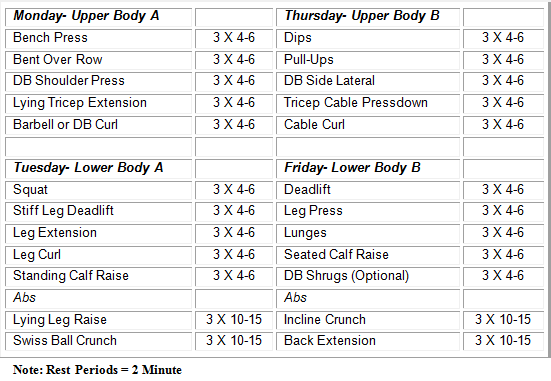 Monday- Upper Body A Thursday- Upper Body B
Bench Press 3 X 4-6 Dips 3 X 4-6
Bent Over Row 3 X 4-6 Pull-Ups 3 X 4-6
DB Shoulder Press 3 X 4-6 DB Side Lateral 3 X 4-6
Lying Tricep Extension 3 X 4-6 Tricep Cable Pressdown 3 X 4-6
Barbell or DB Curl 3 X 4-6 Cable Curl 3 X 4-6
Tuesday- Lower Body A Friday- Lower Body B
Squat 3 X 4-6 Deadlift 3 X 4-6
Stiff Leg Deadlift 3 X 4-6 Leg Press 3 X 4-6
Leg Extension 3 X 4-6 Lunges 3 X 4-6
Leg Curl 3 X 4-6 Seated Calf Raise 3 X 4-6
Standing Calf Raise 3 X 4-6 DB Shrugs (Optional) 3 X 4-6
Abs Abs
Lying Leg Raise 3 X 10-15 Incline Crunch 3 X 10-15
Swiss Ball Crunch 3 X 10-15 Back Extension 3 X 10-15
Note: Rest Periods = 2 Minute